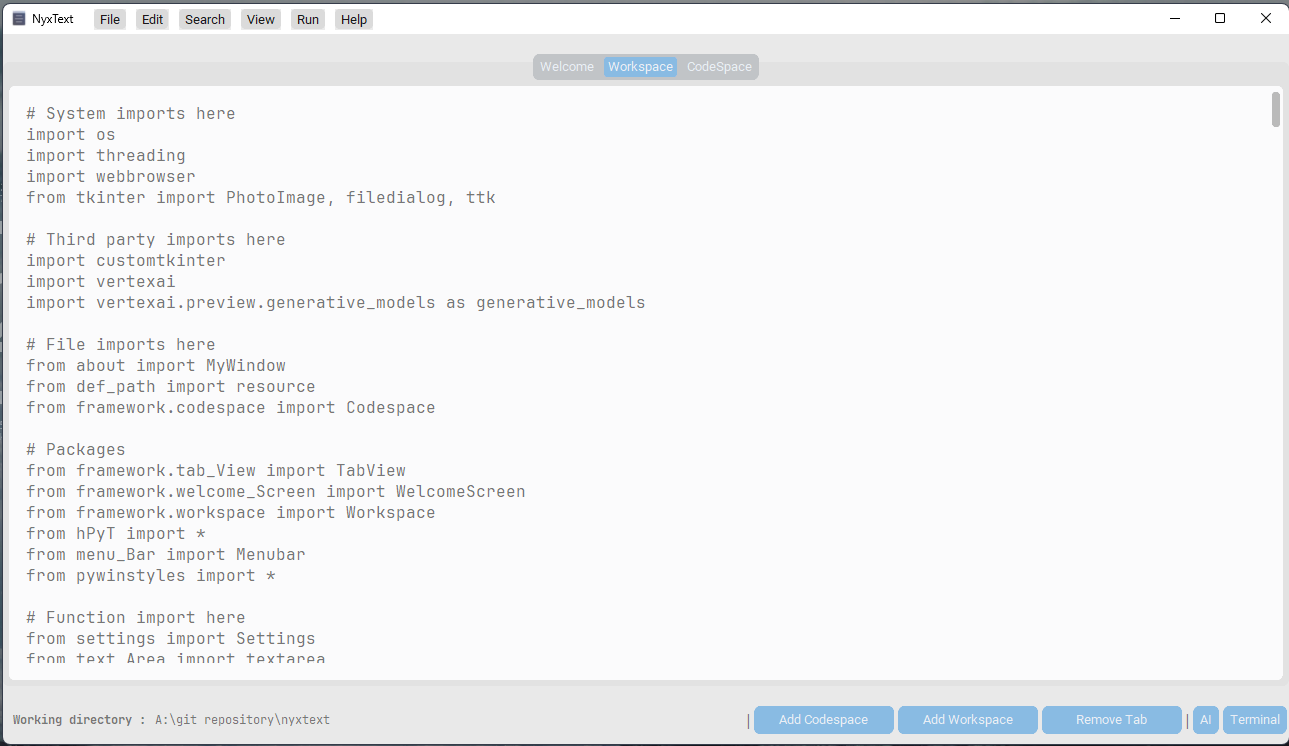 NyxText File Edit Search View Run Help
Welcome Workspace CodeSpace
# System imports here
import os
import threading
import webbrowser
from tkinter import PhotoImage, filedialog, ttk
# Third party imports here
import customtkinter
import vertexai
import vertexai.preview.generative_models as generative_models
# File imports here
from about import MyWindow
from def_path import resource
from framework.codespace import Codespace
# Packages
from framework.tab_View import TabView
from framework.welcome_Screen import WelcomeScreen
from framework.workspace import Workspace
from hPyT import *
from menu_Bar import Menubar
from pywinstyles import *
# Function import here
from settings import Settings
from text_Area import textarea
Working directory : A:\git repository\nyxtext | Add Codespace Add Workspace Remove Tab | AI Terminal